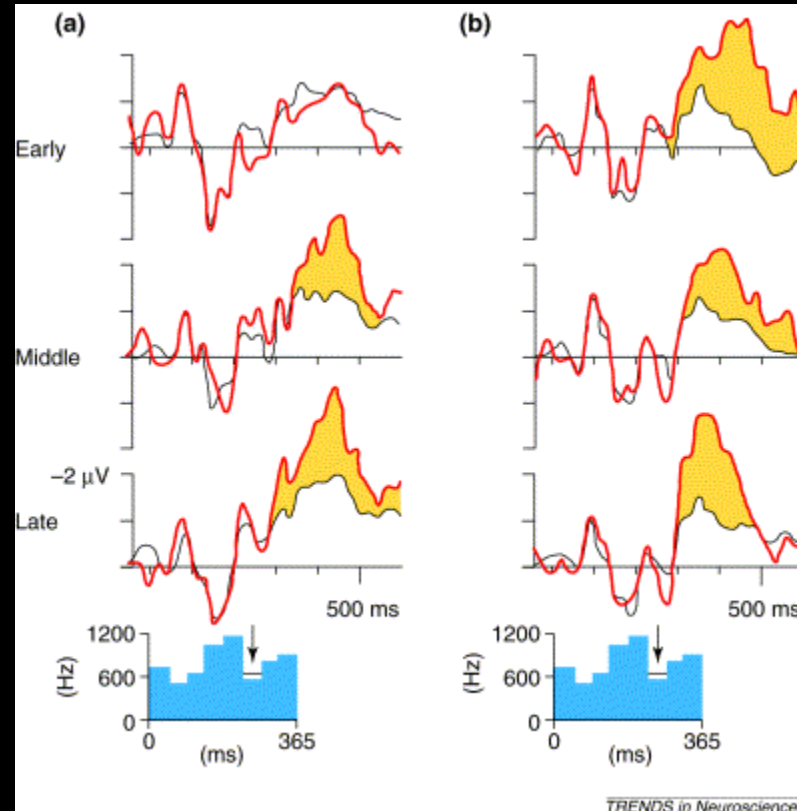 (a)
(b)
Early
Middle
−2 μV
Late
500 ms
500 ms
1200
600
0
(Hz)
0
365
(ms)
1200
600
0
(Hz)
0
365
(ms)
TRENDS in Neuroscience